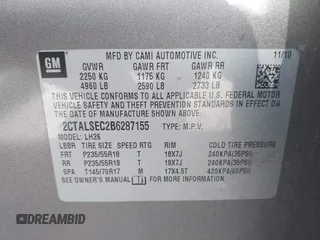 GM
MFD BY CAMI AUTOMOTIVE INC. 11/10
GVWR GAWR FRT GAWR RR
2250 KG 1175 KG 1240 KG
4960 LB 2590 LB 2733 LB
THIS VEHICLE CONFORMS TO ALL APPLICABLE
U.S. FEDERAL MOTOR VEHICLE SAFETY, BUMPER,
AND THEFT PREVENTION STANDARDS IN EFFECT ON
THE DATE OF MANUFACTURE SHOWN ABOVE.
2CTALSEC2B6287155 TYPE: M.P.V.
MODEL: LH26
TIRE SIZE SPEED RTG RIM COLD TIRE PRESSURE
FRT P235/55R18 T 18X7J 240KPA(35PSI)
RR P235/55R18 T 18X7J 240KPA(35PSI)
SPA T145/70R17 M 17X4.5T 420KPA(60PSI)
SEE OWNER'S MANUAL FOR ADDITIONAL INFORMATION.
DREAMBID